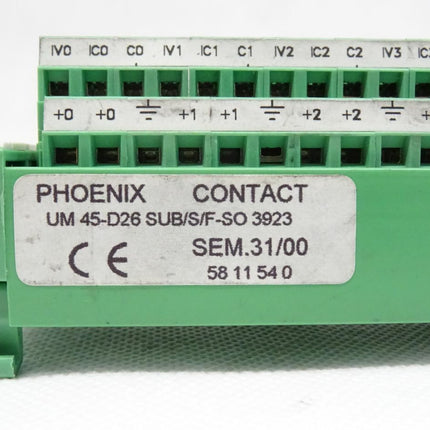 IV0 IC0 C0 IV1 IC1 C1 IV2 IC2 C2 IV3
+0 +0 +1 +1 +2 +2
PHOENIX CONTACT
UM 45-D26 SUB/S/F-SO 3923
CE SEM.31/00
58 11 54 0